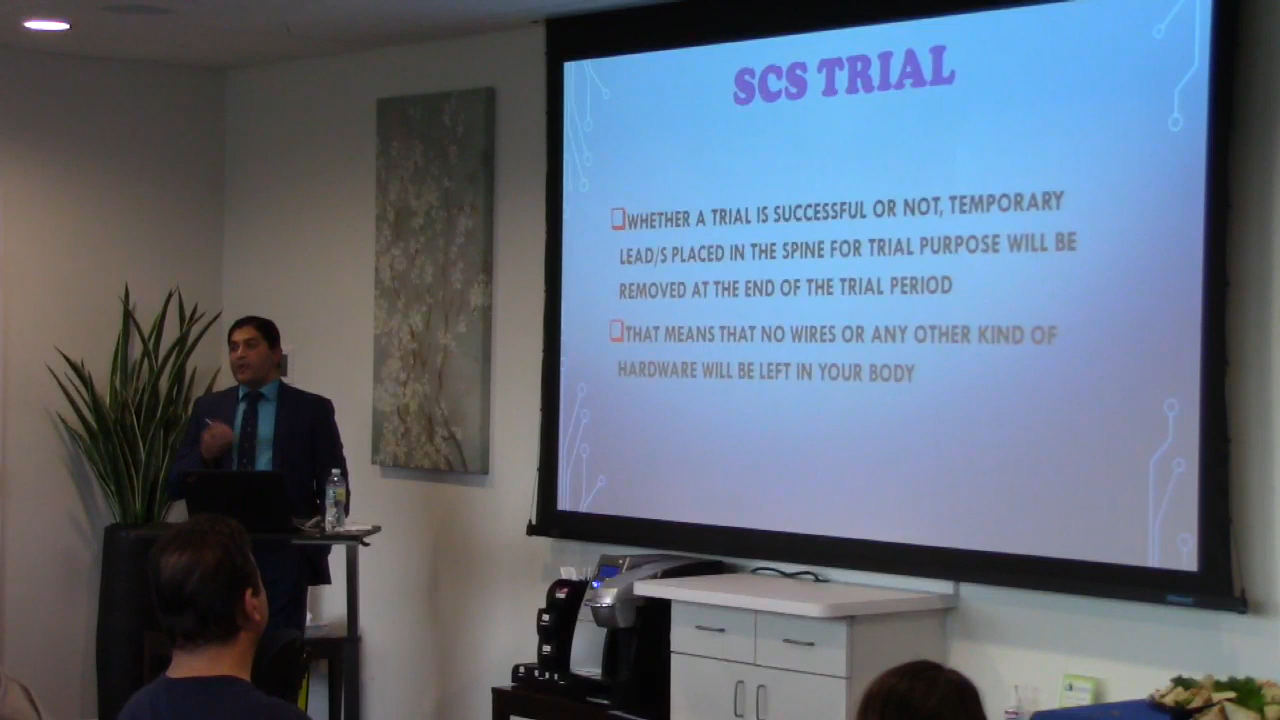 SCS TRIAL
WHETHER A TRIAL IS SUCCESSFUL OR NOT, TEMPORARY
LEAD/S PLACED IN THE SPINE FOR TRIAL PURPOSE WILL BE
REMOVED AT THE END OF THE TRIAL PERIOD
THAT MEANS THAT NO WIRES OR ANY OTHER KIND OF
HARDWARE WILL BE LEFT IN YOUR BODY